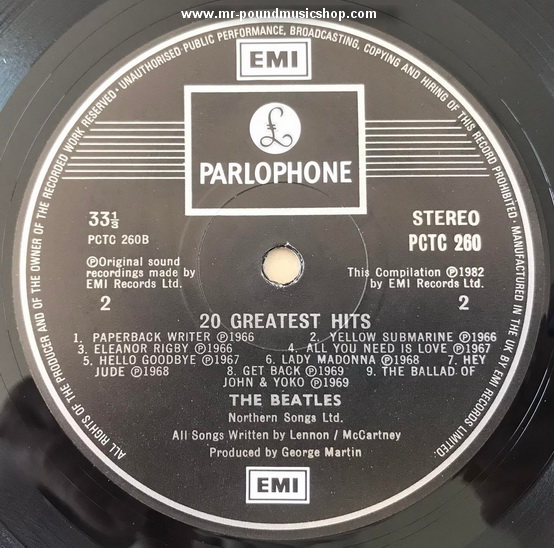 www.mr-poundmusicshop.com
ALL RIGHTS OF THE PRODUCER AND OF THE OWNER OF THE RECORDED WORK RESERVED • UNAUTHORISED PUBLIC PERFORMANCE, BROADCASTING, COPYING AND HIRING OF THIS RECORD PROHIBITED • MANUFACTURED IN THE UK BY EMI RECORDS LIMITED.
EMI
£
PARLOPHONE
33⅓
STEREO
PCTC 260B
PCTC 260
℗Original sound
recordings made by
EMI Records Ltd.
This Compilation ℗1982
by EMI Records Ltd.
2
2
20 GREATEST HITS
1. PAPERBACK WRITER ℗1966 2. YELLOW SUBMARINE ℗1966
3. ELEANOR RIGBY ℗1966 4. ALL YOU NEED IS LOVE ℗1967
5. HELLO GOODBYE ℗1967 6. LADY MADONNA ℗1968 7. HEY
JUDE ℗1968 8. GET BACK ℗1969 9. THE BALLAD OF
JOHN & YOKO ℗1969
THE BEATLES
Northern Songs Ltd.
All Songs Written by Lennon / McCartney
Produced by George Martin
EMI